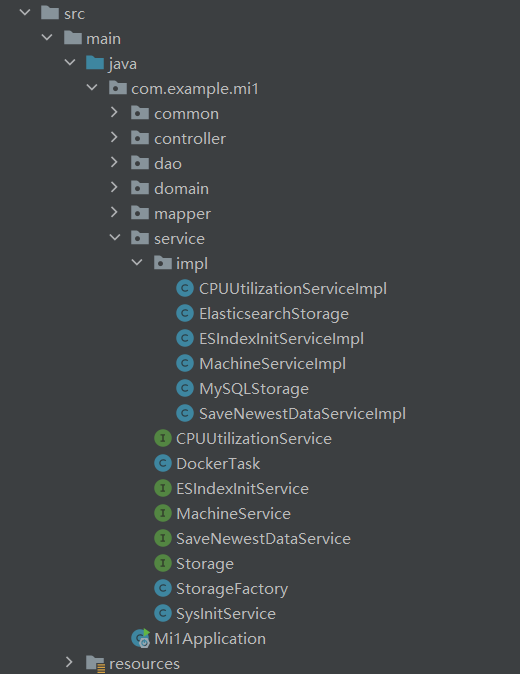 src
main
java
com.example.mi1
common
controller
dao
domain
mapper
service
impl
CPUUtilizationServiceImpl
ElasticsearchStorage
ESIndexInitServiceImpl
MachineServiceImpl
MySQLStorage
SaveNewestDataServiceImpl
CPUUtilizationService
DockerTask
ESIndexInitService
MachineService
SaveNewestDataService
Storage
StorageFactory
SysInitService
Mi1Application
resources